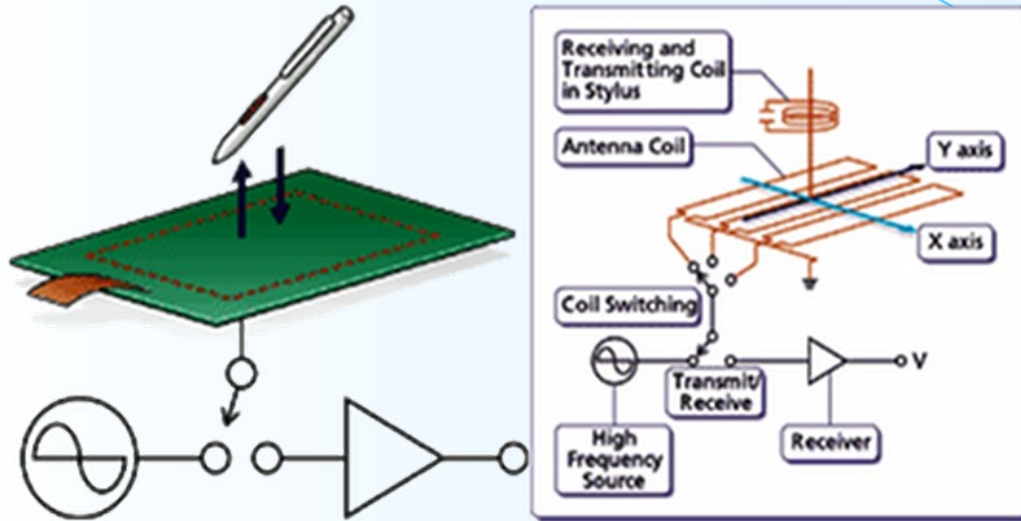 Receiving and
Transmitting Coil
in Stylus
Antenna Coil
Y axis
X axis
Coil Switching
V
Transmit/
Receive
High
Frequency
Source
Receiver